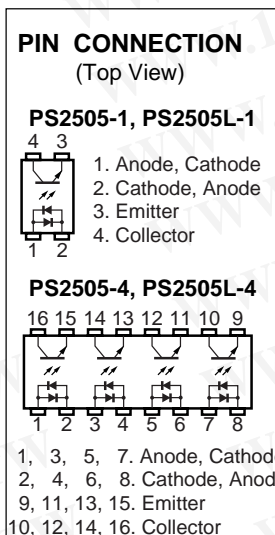 PIN CONNECTION
(Top View)
PS2505-1, PS2505L-1
4 3
1. Anode, Cathode
2. Cathode, Anode
3. Emitter
4. Collector
1 2
PS2505-4, PS2505L-4
16 15 14 13 12 11 10 9
1 2 3 4 5 6 7 8
1, 3, 5, 7. Anode, Cathod
2, 4, 6, 8. Cathode, Anod
9, 11, 13, 15. Emitter
10, 12, 14, 16. Collector